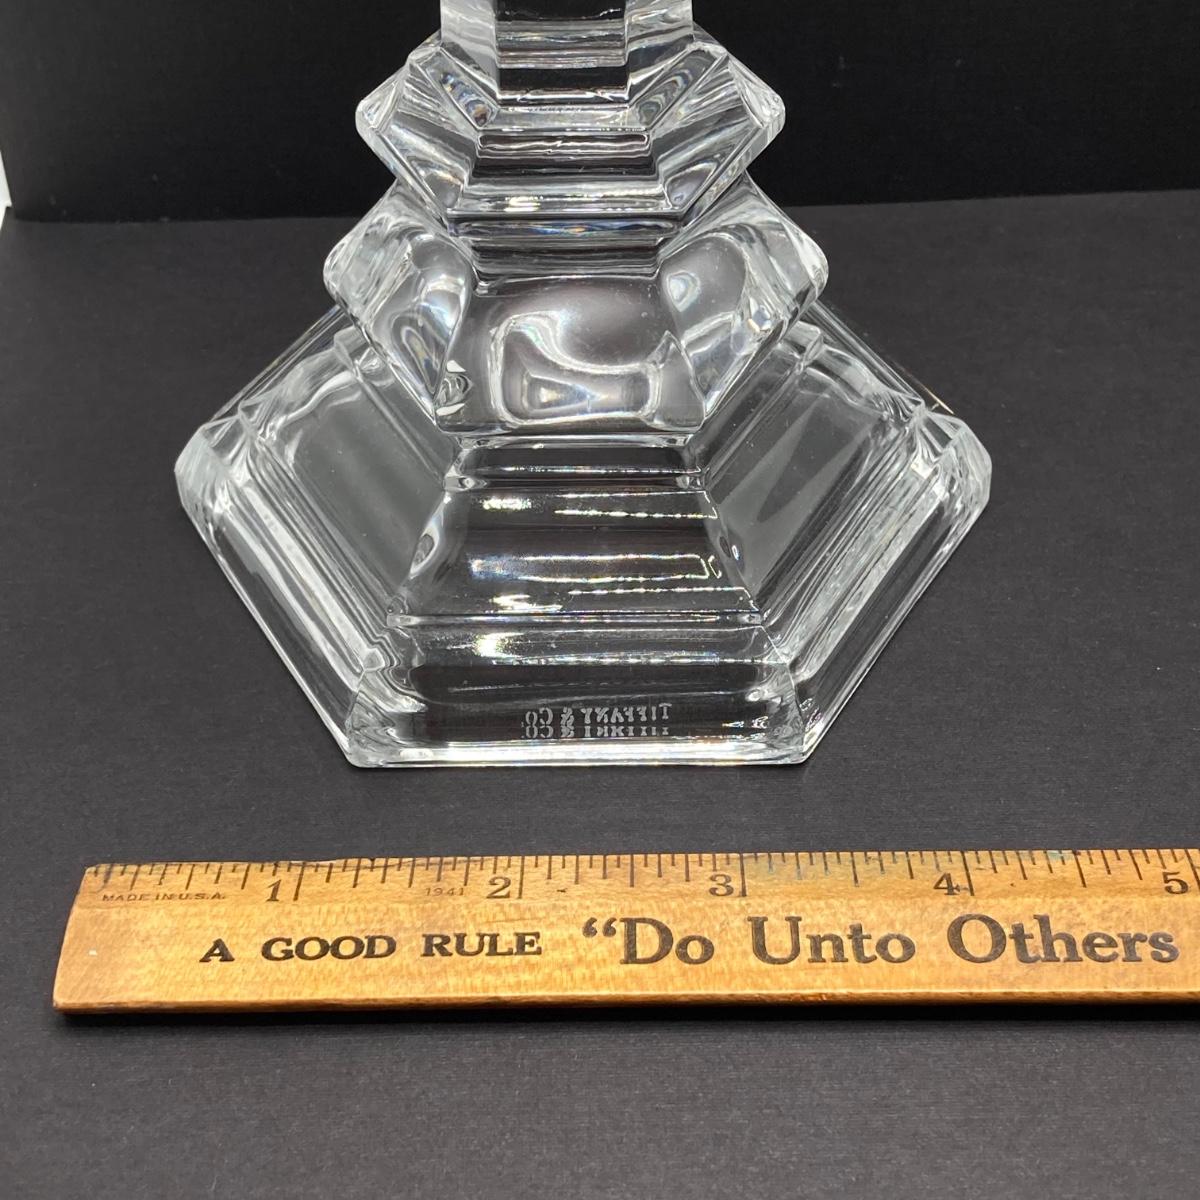 TIFFANY & CO.
1 2 3 4 5
MADE IN U.S.A. 1941
A GOOD RULE “Do Unto Others